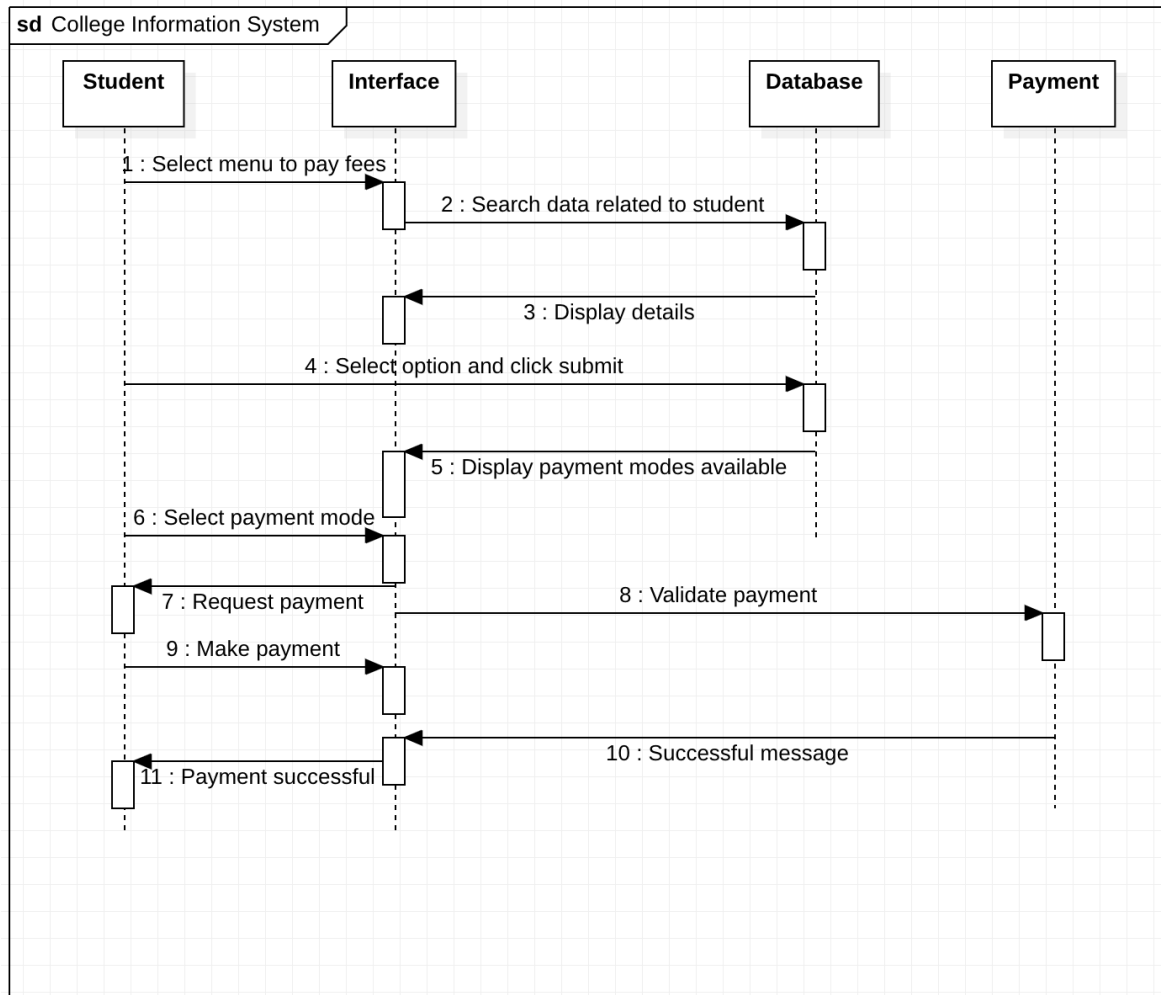 sd College Information System
Student
Interface
Database
Payment
1 : Select menu to pay fees
2 : Search data related to student
3 : Display details
4 : Select option and click submit
5 : Display payment modes available
6 : Select payment mode
7 : Request payment
8 : Validate payment
9 : Make payment
10 : Successful message
11 : Payment successful